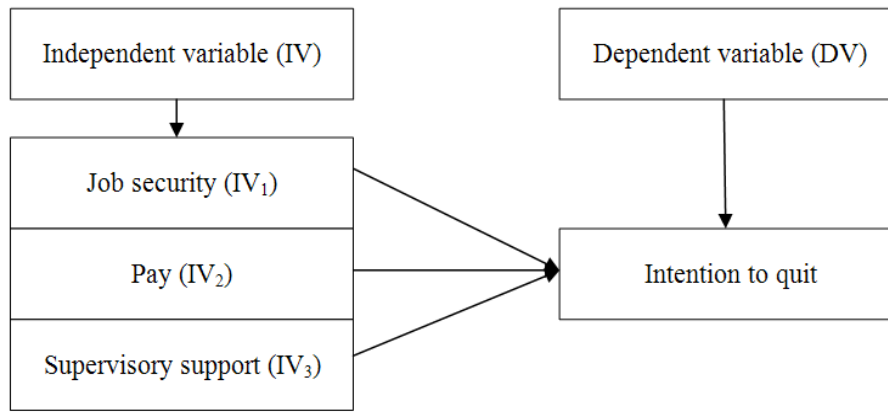 Independent variable (IV)
Dependent variable (DV)
Job security (IV₁)
Pay (IV₂)
Intention to quit
Supervisory support (IV₃)